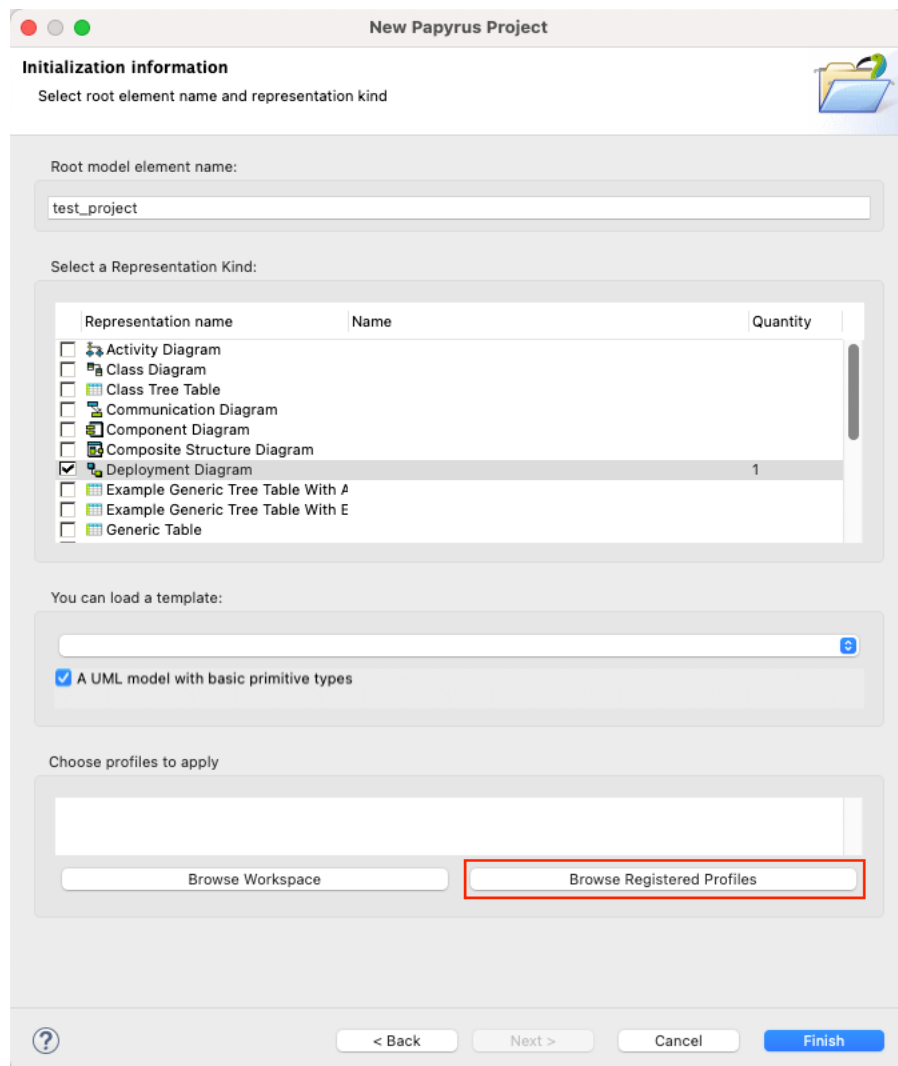 New Papyrus Project
Initialization information
Select root element name and representation kind
Root model element name:
test_project
Select a Representation Kind:
Representation name Name Quantity
Activity Diagram
Class Diagram
Class Tree Table
Communication Diagram
Component Diagram
Composite Structure Diagram
Deployment Diagram 1
Example Generic Tree Table With A
Example Generic Tree Table With E
Generic Table
You can load a template:
A UML model with basic primitive types
Choose profiles to apply
Browse Workspace Browse Registered Profiles
? < Back Next > Cancel Finish